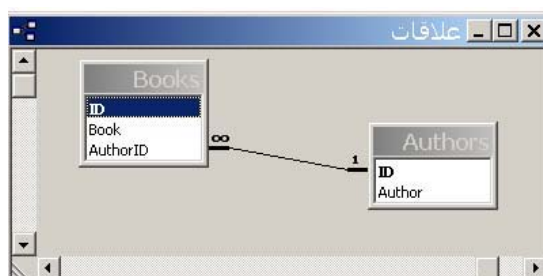 علاقات
Books
ID
Book
AuthorID
∞
1
Authors
ID
Author